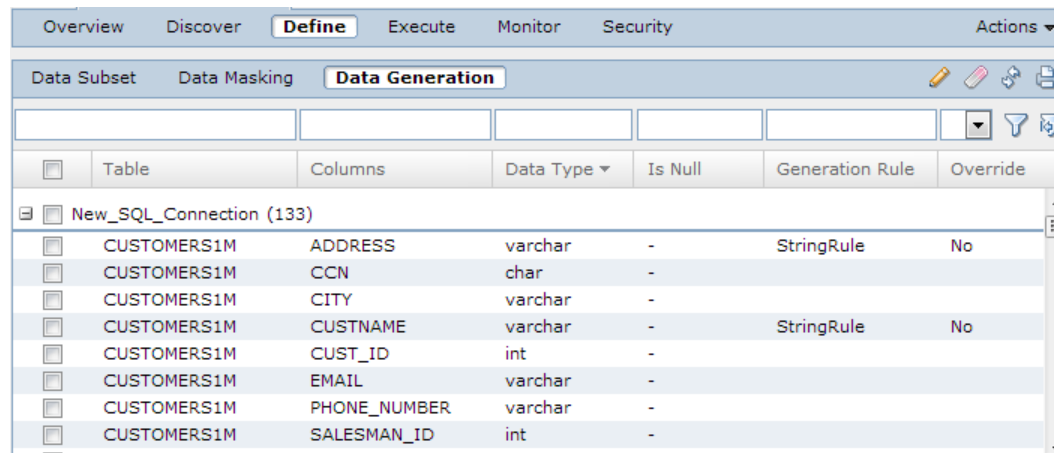 Overview Discover Define Execute Monitor Security Actions
Data Subset Data Masking Data Generation
Table Columns Data Type Is Null Generation Rule Override
New_SQL_Connection (133)
CUSTOMERS1M ADDRESS varchar - StringRule No
CUSTOMERS1M CCN char -
CUSTOMERS1M CITY varchar -
CUSTOMERS1M CUSTNAME varchar - StringRule No
CUSTOMERS1M CUST_ID int -
CUSTOMERS1M EMAIL varchar -
CUSTOMERS1M PHONE_NUMBER varchar -
CUSTOMERS1M SALESMAN_ID int -